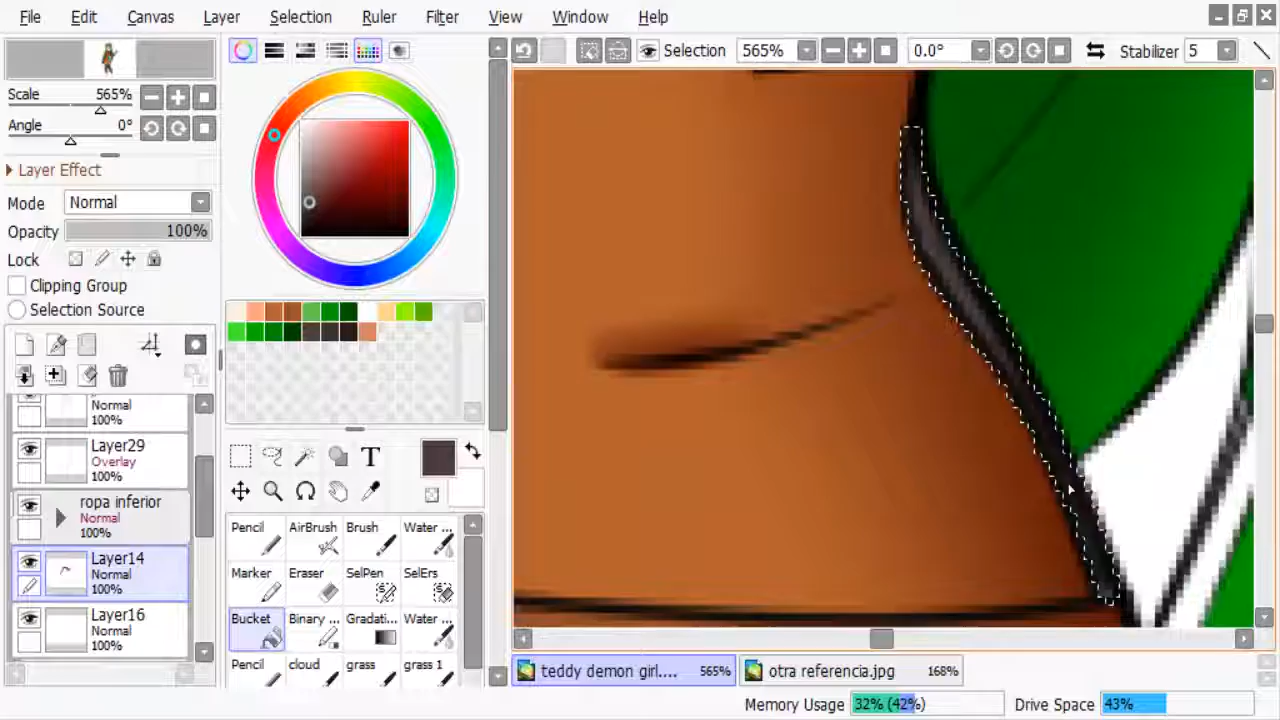 File Edit Canvas Layer Selection Ruler Filter View Window Help
Selection 565% 0.0° Stabilizer 5
Scale 565%
Angle 0°
Layer Effect
Mode Normal
Opacity 100%
Lock
Clipping Group
Selection Source
Normal
100%
Layer29
Overlay
100%
ropa inferior
Normal
100%
Layer14
Normal
100%
Layer16
Normal
100%
T
Pencil AirBrush Brush Water ...
Marker Eraser SelPen SelErs
Bucket Binary ... Gradati... Water ...
Pencil cloud grass grass 1
teddy demon girl.... 565% otra referencia.jpg 168%
Memory Usage 32% (42%) Drive Space 43%